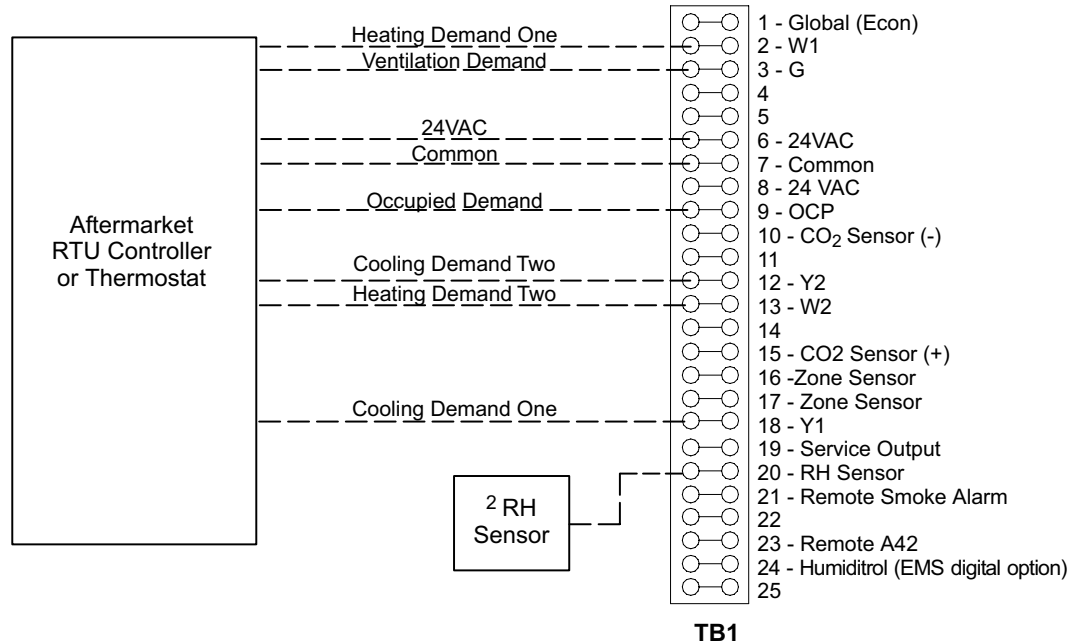 Aftermarket
RTU Controller
or Thermostat
Heating Demand One
Ventilation Demand
24VAC
Common
Occupied Demand
Cooling Demand Two
Heating Demand Two
Cooling Demand One
2 RH
Sensor
1 - Global (Econ)
2 - W1
3 - G
4
5
6 - 24VAC
7 - Common
8 - 24 VAC
9 - OCP
10 - CO2 Sensor (-)
11
12 - Y2
13 - W2
14
15 - CO2 Sensor (+)
16 -Zone Sensor
17 - Zone Sensor
18 - Y1
19 - Service Output
20 - RH Sensor
21 - Remote Smoke Alarm
22
23 - Remote A42
24 - Humiditrol (EMS digital option)
25
TB1